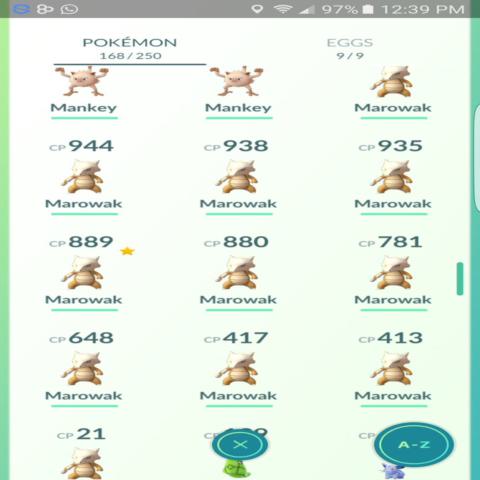 97% 12:39 PM
POKÉMON EGGS
168 / 250 9 / 9
Mankey Mankey Marowak
CP 944 CP 938 CP 935
Marowak Marowak Marowak
CP 889 CP 880 CP 781
Marowak Marowak Marowak
CP 648 CP 417 CP 413
Marowak Marowak Marowak
CP 21 CP CP
A-Z